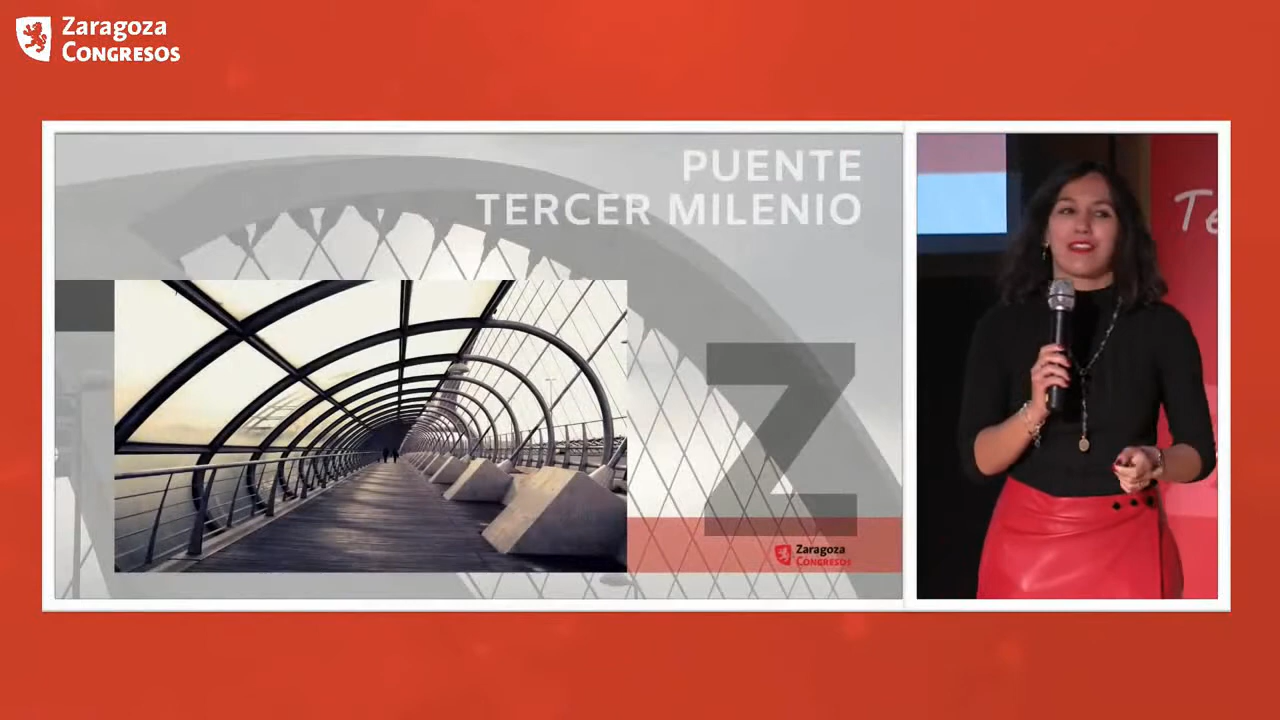 Zaragoza
CONGRESOS
PUENTE
TERCER MILENIO
Z
Zaragoza
CONGRESOS